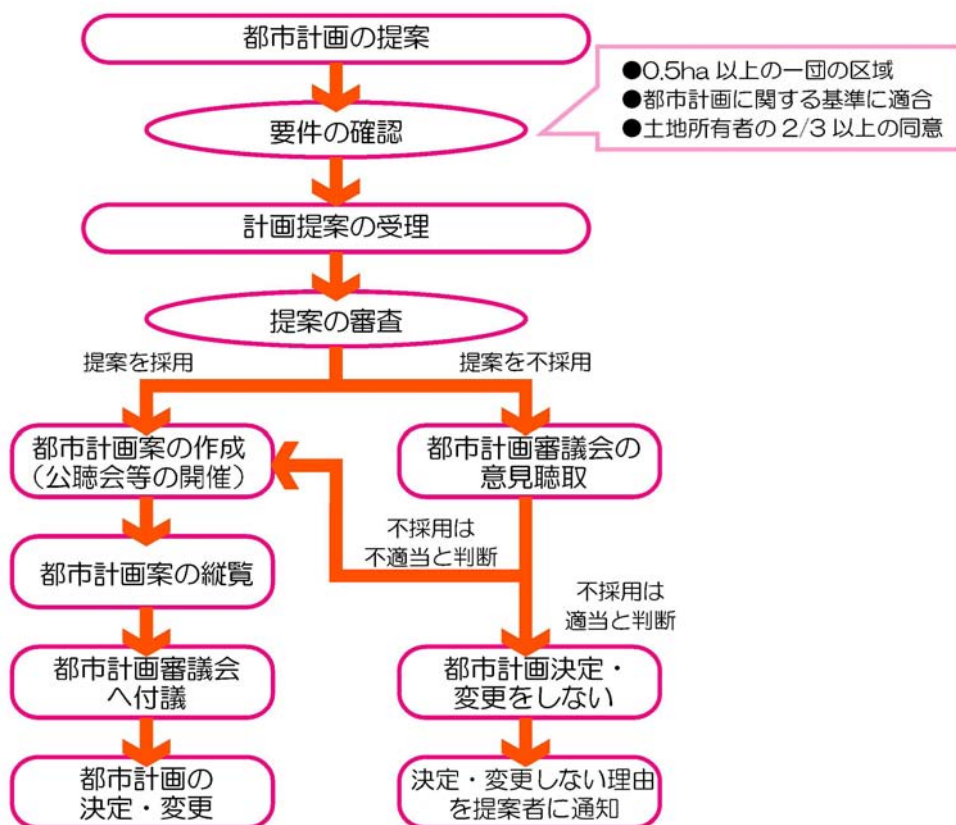 都市計画の提案
●0.5ha 以上の一団の区域
●都市計画に関する基準に適合
●土地所有者の 2/3 以上の同意
要件の確認
計画提案の受理
提案の審査
提案を採用
提案を不採用
都市計画案の作成
（公聴会等の開催）
都市計画審議会の
意見聴取
不採用は
不適当と判断
都市計画案の縦覧
不採用は
適当と判断
都市計画審議会
へ付議
都市計画決定・
変更をしない
都市計画の
決定・変更
決定・変更しない理由
を提案者に通知